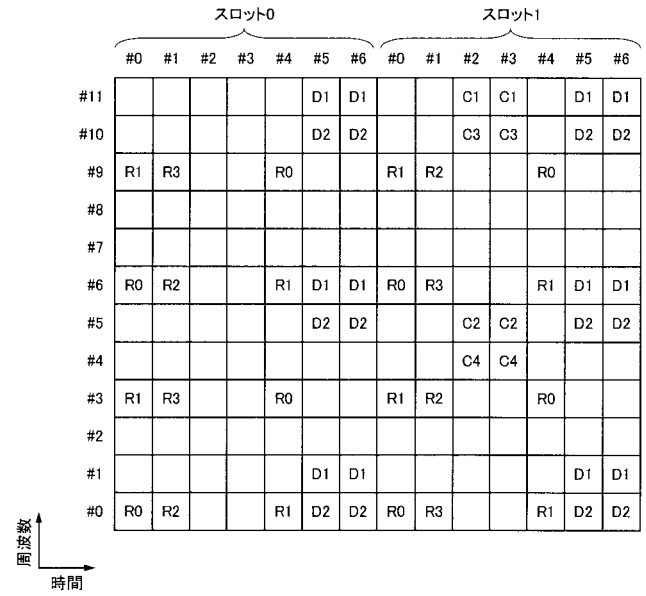 スロット0 スロット1
#0 #1 #2 #3 #4 #5 #6 #0 #1 #2 #3 #4 #5 #6
#11 D1 D1 C1 C1 D1 D1
#10 D2 D2 C3 C3 D2 D2
#9 R1 R3 R0 R1 R2 R0
#8
#7
#6 R0 R2 R1 D1 D1 R0 R3 R1 D1 D1
#5 D2 D2 C2 C2 D2 D2
#4 C4 C4
#3 R1 R3 R0 R1 R2 R0
#2
#1 D1 D1 D1 D1
#0 R0 R2 R1 D2 D2 R0 R3 R1 D2 D2
周波数
時間